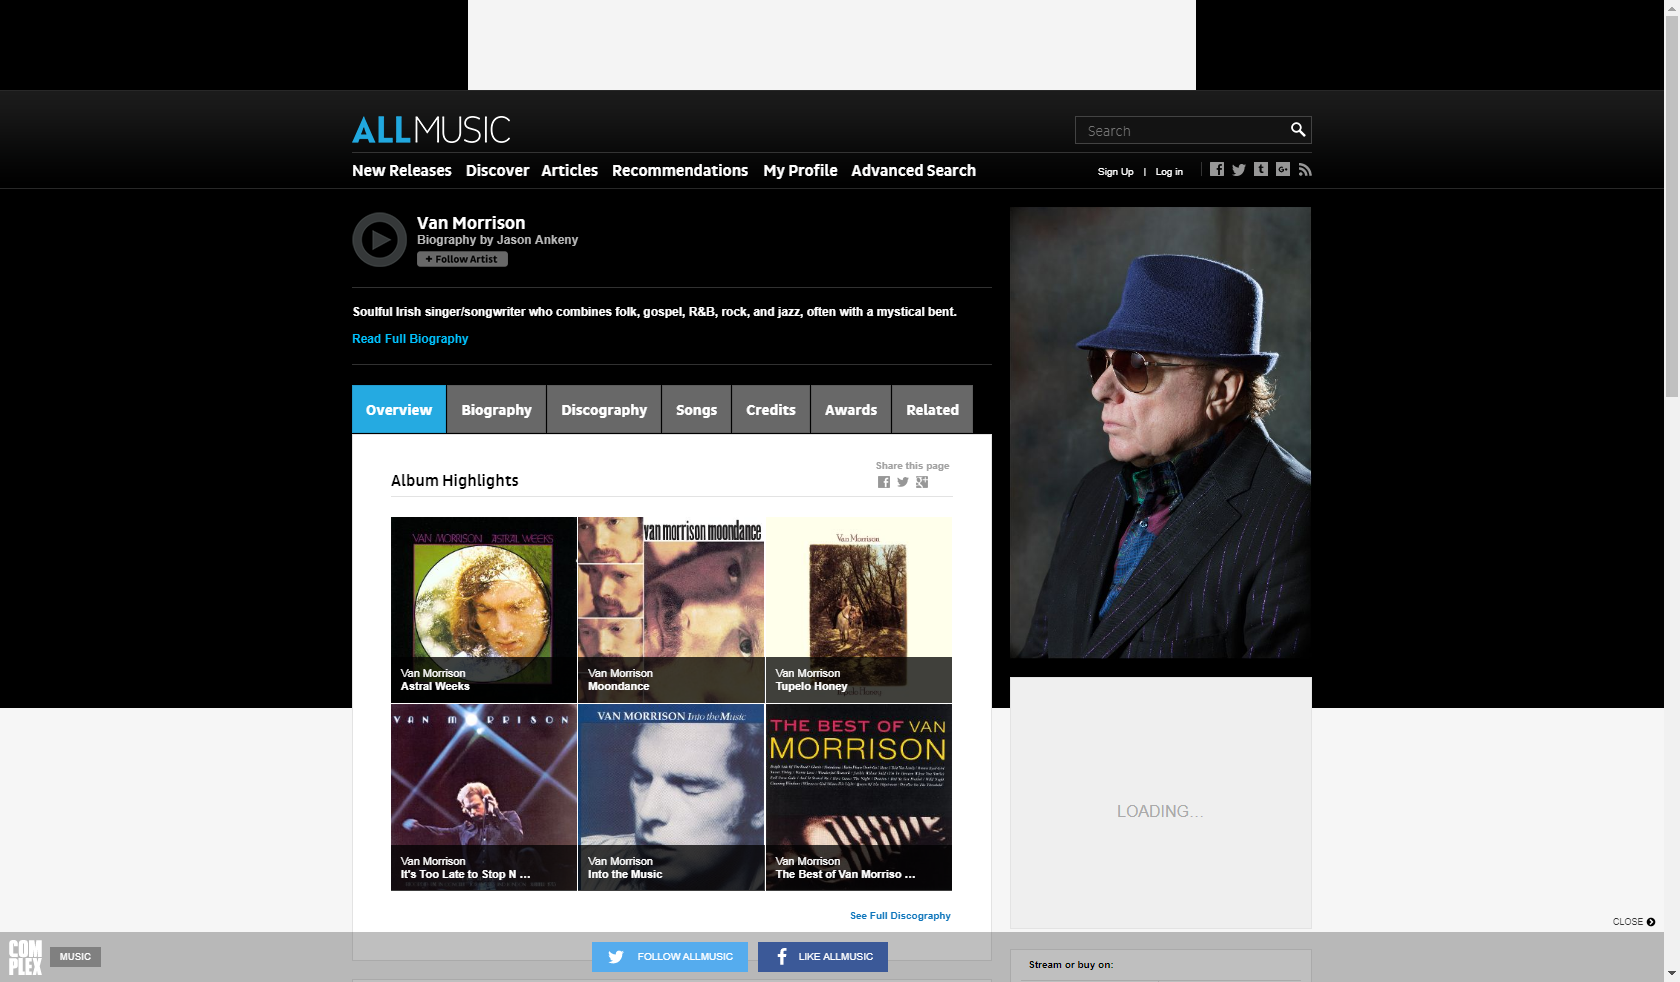 ALLMUSIC
Search
New Releases Discover Articles Recommendations My Profile Advanced Search
Sign Up | Log in
Van Morrison
Biography by Jason Ankeny
+ Follow Artist
Soulful Irish singer/songwriter who combines folk, gospel, R&B, rock, and jazz, often with a mystical bent.
Read Full Biography
Overview Biography Discography Songs Credits Awards Related
Share this page
Album Highlights
VAN MORRISON ASTRAL WEEKS
van morrison moondance
Van Morrison
Van Morrison
Astral Weeks
Van Morrison
Moondance
Van Morrison
Tupelo Honey
Tupelo Honey
VAN MORRISON
VAN MORRISON Into the Music
THE BEST OF VAN
MORRISON
Van Morrison
It's Too Late to Stop N ...
Van Morrison
Into the Music
Van Morrison
The Best of Van Morriso ...
See Full Discography
LOADING...
CLOSE
COMPLEX
MUSIC
FOLLOW ALLMUSIC
LIKE ALLMUSIC
Stream or buy on: